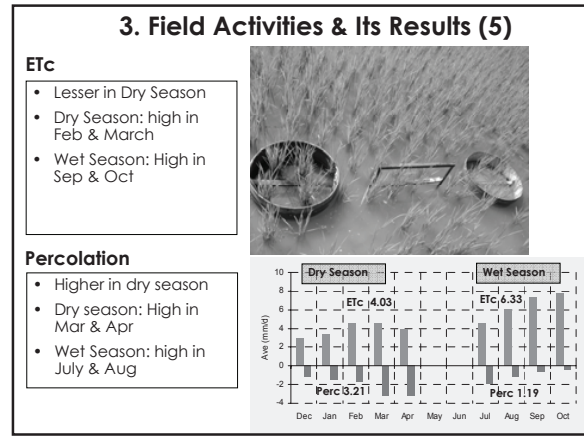 3. Field Activities & Its Results (5)
ETc
• Lesser in Dry Season
• Dry Season: high in
Feb & March
• Wet Season: High in
Sep & Oct
Percolation
• Higher in dry season
• Dry season: High in
Mar & Apr
• Wet Season: high in
July & Aug
Dry Season
Wet Season
ETc 4.03
ETc 6.33
Perc 3.21
Perc 1.19
Ave (mm/d)
10
8
6
4
2
0
-2
-4
Dec Jan Feb Mar Apr May Jun Jul Aug Sep Oct